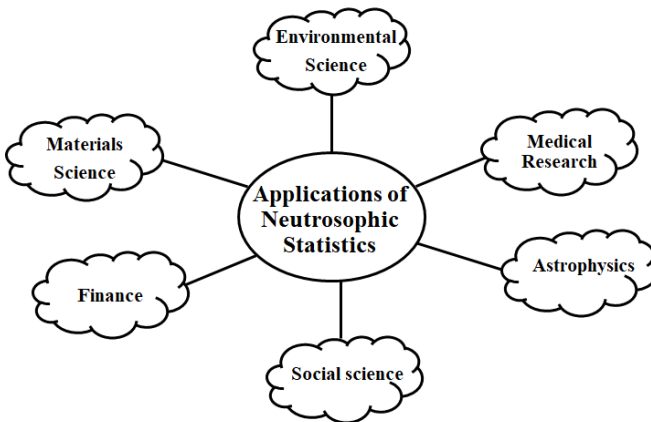 Environmental
Science
Materials
Science
Medical
Research
Applications of
Neutrosophic
Statistics
Astrophysics
Finance
Social science